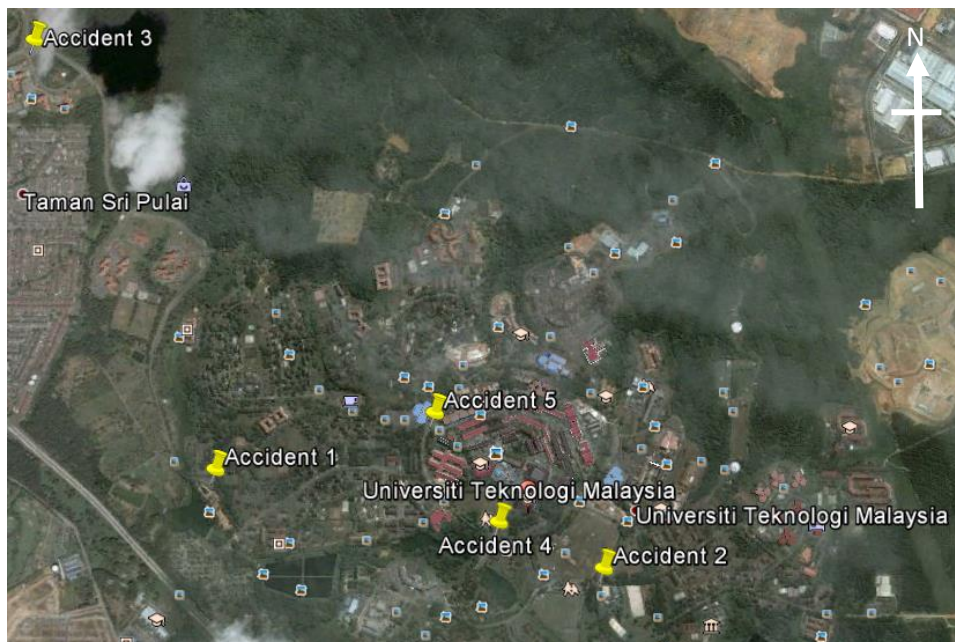 Accident 3
N
Taman Sri Pulai
Accident 5
Accident 1
Universiti Teknologi Malaysia
Universiti Teknologi Malaysia
Accident 4
Accident 2